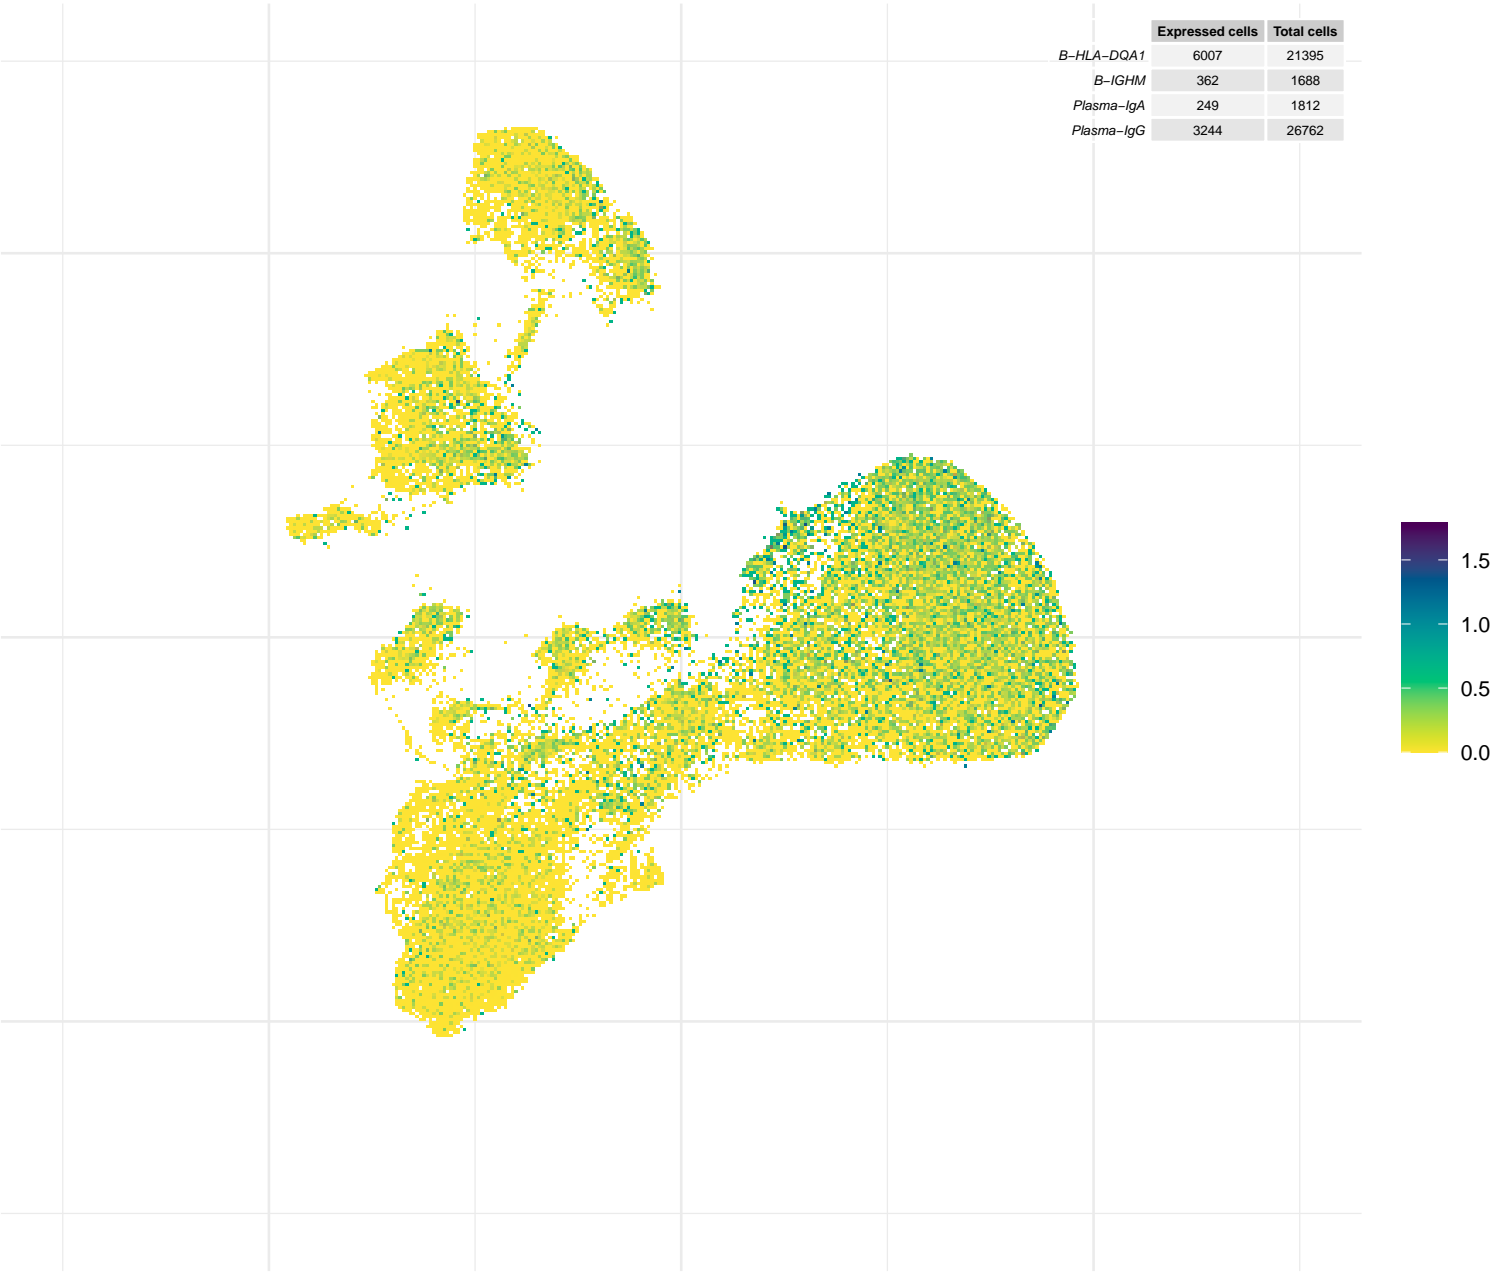 Expressed cells Total cells
B−HLA−DQA1 6007 21395
B−IGHM 362 1688
Plasma−IgA 249 1812
Plasma−IgG 3244 26762
1.5
1.0
0.5
0.0